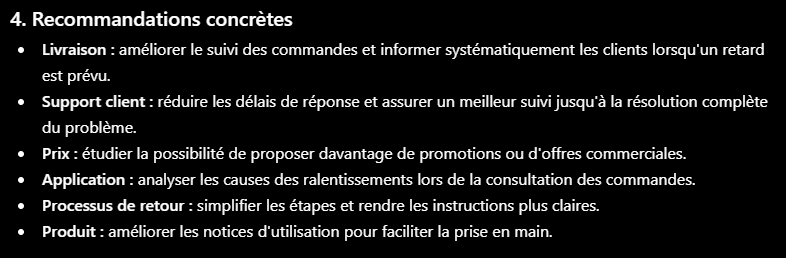 4. Recommandations concrètes
• Livraison : améliorer le suivi des commandes et informer systématiquement les clients lorsqu'un retard
est prévu.
• Support client : réduire les délais de réponse et assurer un meilleur suivi jusqu'à la résolution complète
du problème.
• Prix : étudier la possibilité de proposer davantage de promotions ou d'offres commerciales.
• Application : analyser les causes des ralentissements lors de la consultation des commandes.
• Processus de retour : simplifier les étapes et rendre les instructions plus claires.
• Produit : améliorer les notices d'utilisation pour faciliter la prise en main.